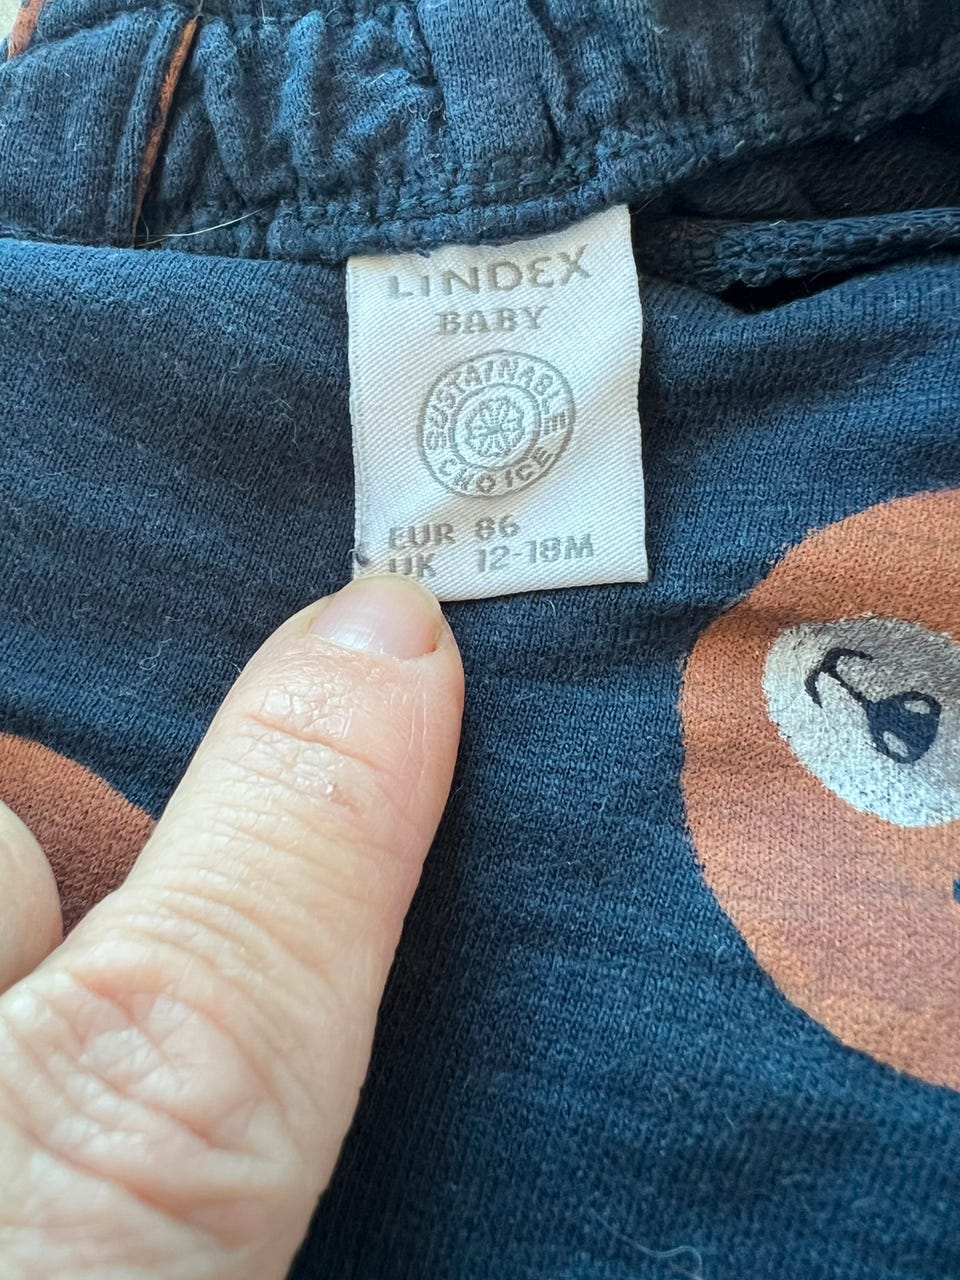 LINDEX
BABY
SUSTAINABLE
CHOICE
EUR 86
UK 12-18M